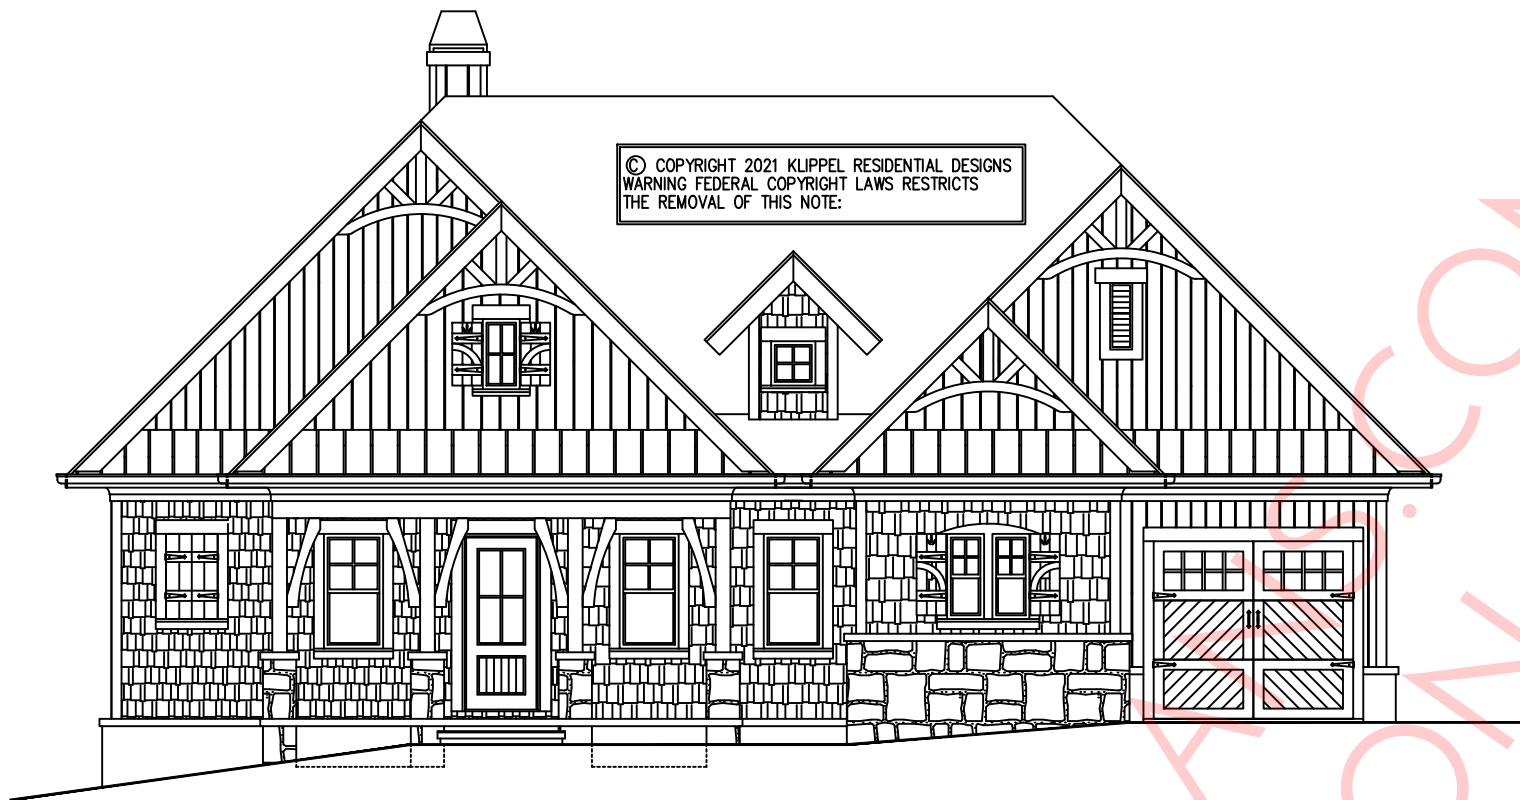 © COPYRIGHT 2021 KLIPPEL RESIDENTIAL DESIGNS
WARNING FEDERAL COPYRIGHT LAWS RESTRICTS
THE REMOVAL OF THIS NOTE: